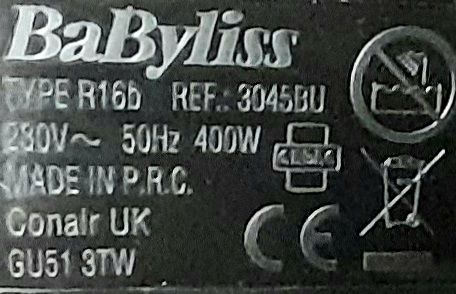 BaByliss
TYPE R16b REF.: 3045BU
230V~ 50Hz 400W
MADE IN P.R.C.
Conair UK
GU51 3TW
CE